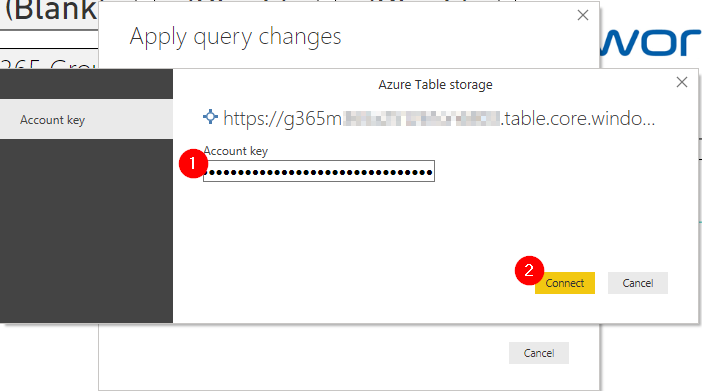 (Blank
Apply query changes
wor
365 Grou
Azure Table storage
Account key
https://g365m .table.core.windo...
Account key
1
2
Connect
Cancel
Cancel